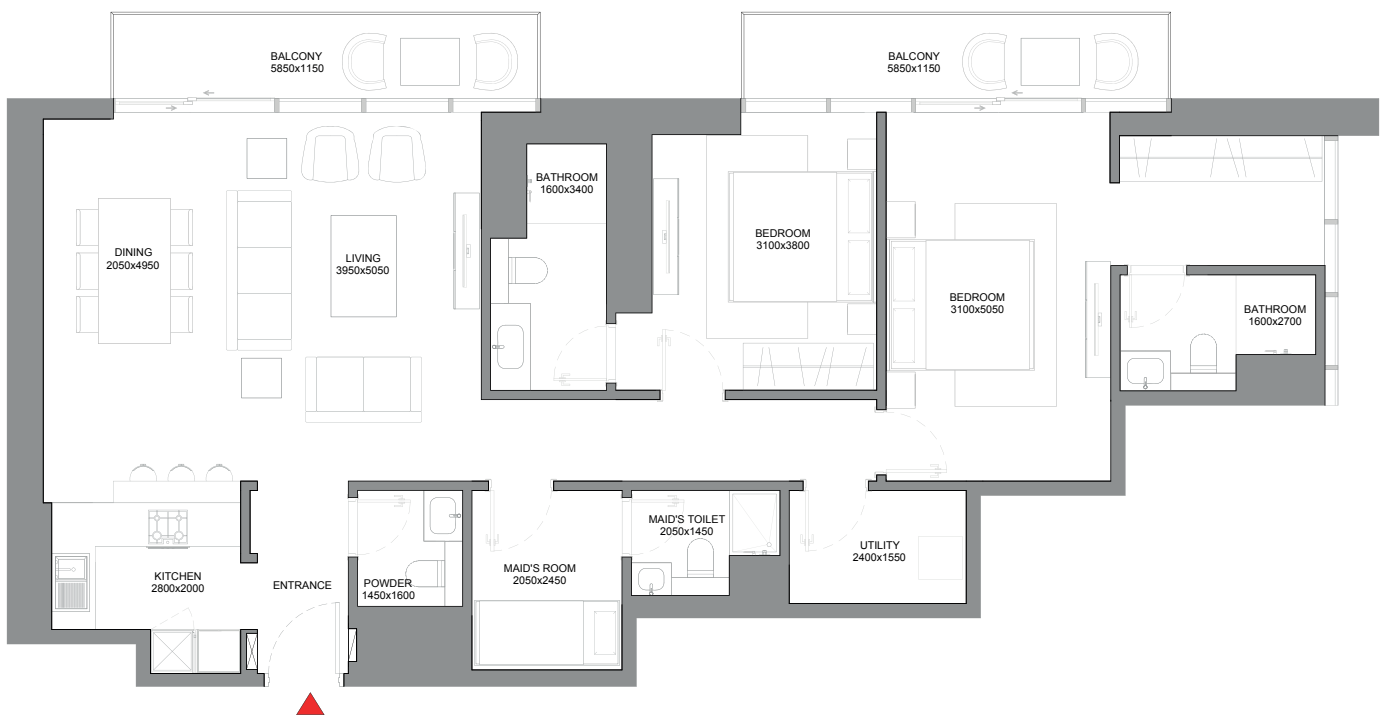 BALCONY
5850x1150
BALCONY
5850x1150
BATHROOM
1600x3400
DINING
2050x4950
LIVING
3950x5050
BEDROOM
3100x3800
BEDROOM
3100x5050
BATHROOM
1600x2700
KITCHEN
2800x2000
ENTRANCE
POWDER
1450x1600
MAID'S ROOM
2050x2450
MAID'S TOILET
2050x1450
UTILITY
2400x1550